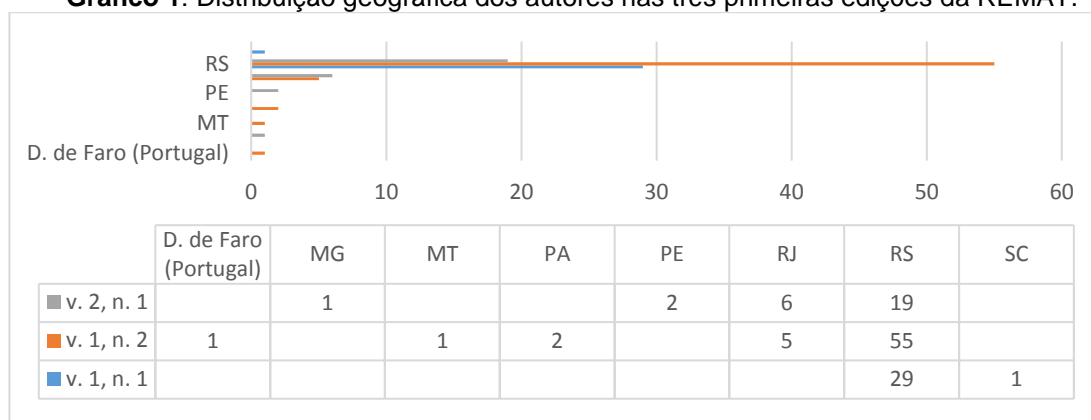 Gráfico 1. Distribuição geográfica dos autores nas três primeiras edições da REMAT.
RS
PE
MT
D. de Faro (Portugal)
0 10 20 30 40 50 60
D. de Faro (Portugal) MG MT PA PE RJ RS SC
v. 2, n. 1 1 2 6 19
v. 1, n. 2 1 1 2 5 55
v. 1, n. 1 29 1